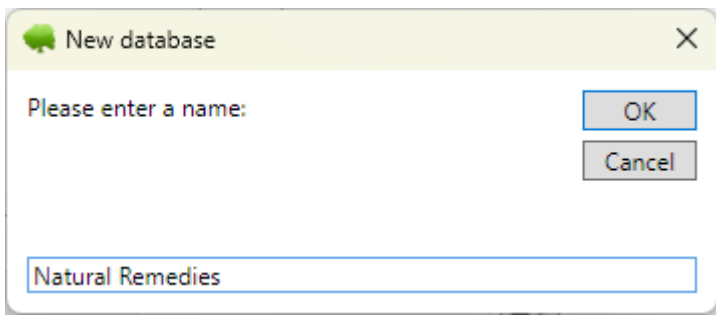 New database
Please enter a name:
OK
Cancel
Natural Remedies